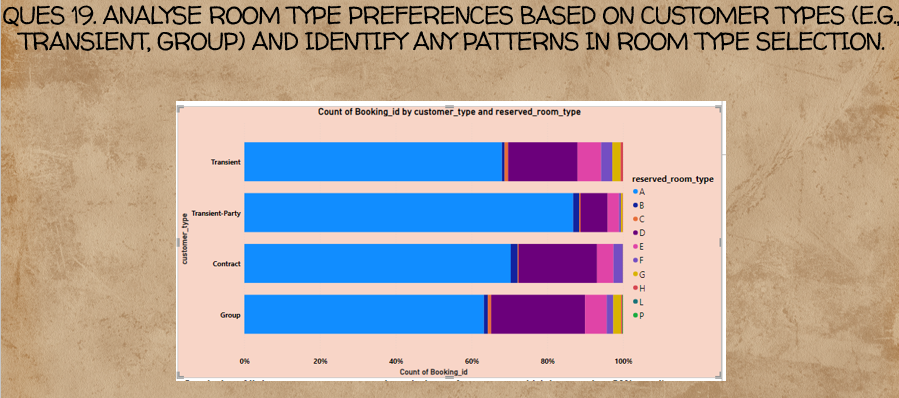 QUES 19. ANALYSE ROOM TYPE PREFERENCES BASED ON CUSTOMER TYPES (E.G.,
TRANSIENT, GROUP) AND IDENTIFY ANY PATTERNS IN ROOM TYPE SELECTION.
Count of Booking_id by customer_type and reserved_room_type
customer_type
Transient
Transient-Party
Contract
Group
0% 20% 40% 60% 80% 100%
Count of Booking_id
reserved_room_type
A
B
C
D
E
F
G
H
L
P